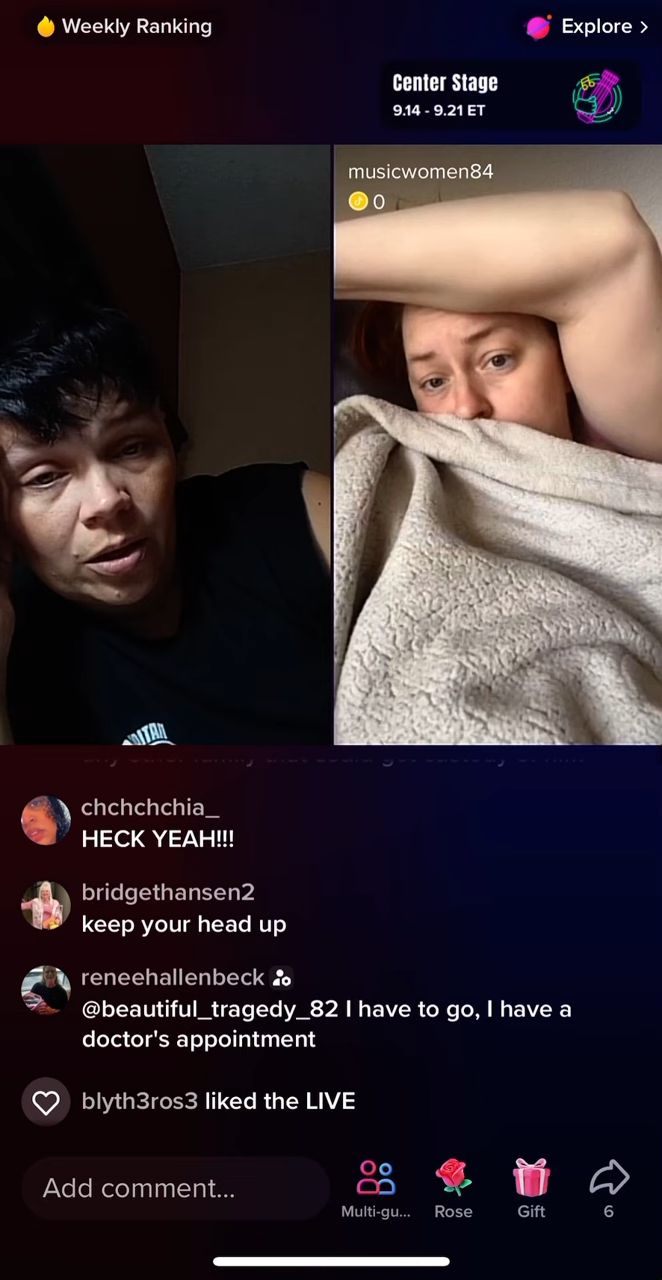 Weekly Ranking
Explore >
Center Stage
9.14 - 9.21 ET
musicwomen84
0
chchchchia_
HECK YEAH!!!
bridgethansen2
keep your head up
reneehallenbeck
@beautiful_tragedy_82 I have to go, I have a
doctor's appointment
blyth3ros3 liked the LIVE
Add comment...
Multi-gu...
Rose
Gift
6